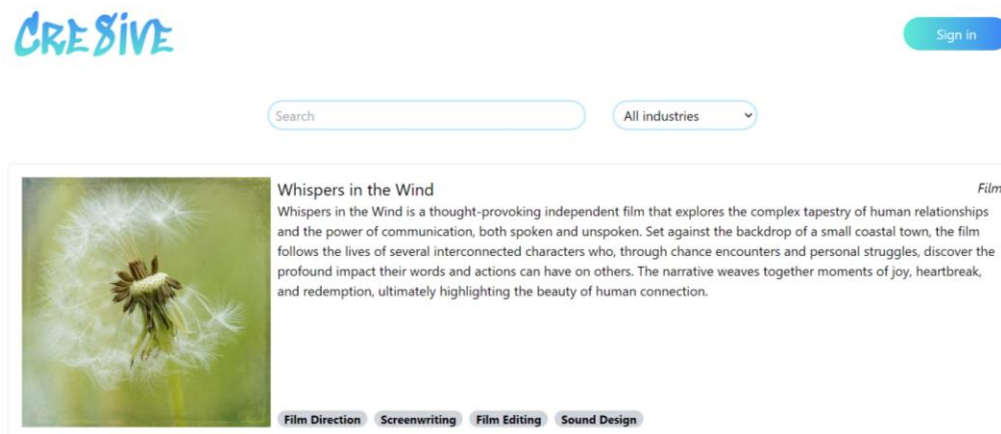 CRE8IVE
Sign in
Search
All industries
Whispers in the Wind
Film
Whispers in the Wind is a thought-provoking independent film that explores the complex tapestry of human relationships
and the power of communication, both spoken and unspoken. Set against the backdrop of a small coastal town, the film
follows the lives of several interconnected characters who, through chance encounters and personal struggles, discover the
profound impact their words and actions can have on others. The narrative weaves together moments of joy, heartbreak,
and redemption, ultimately highlighting the beauty of human connection.
Film Direction Screenwriting Film Editing Sound Design